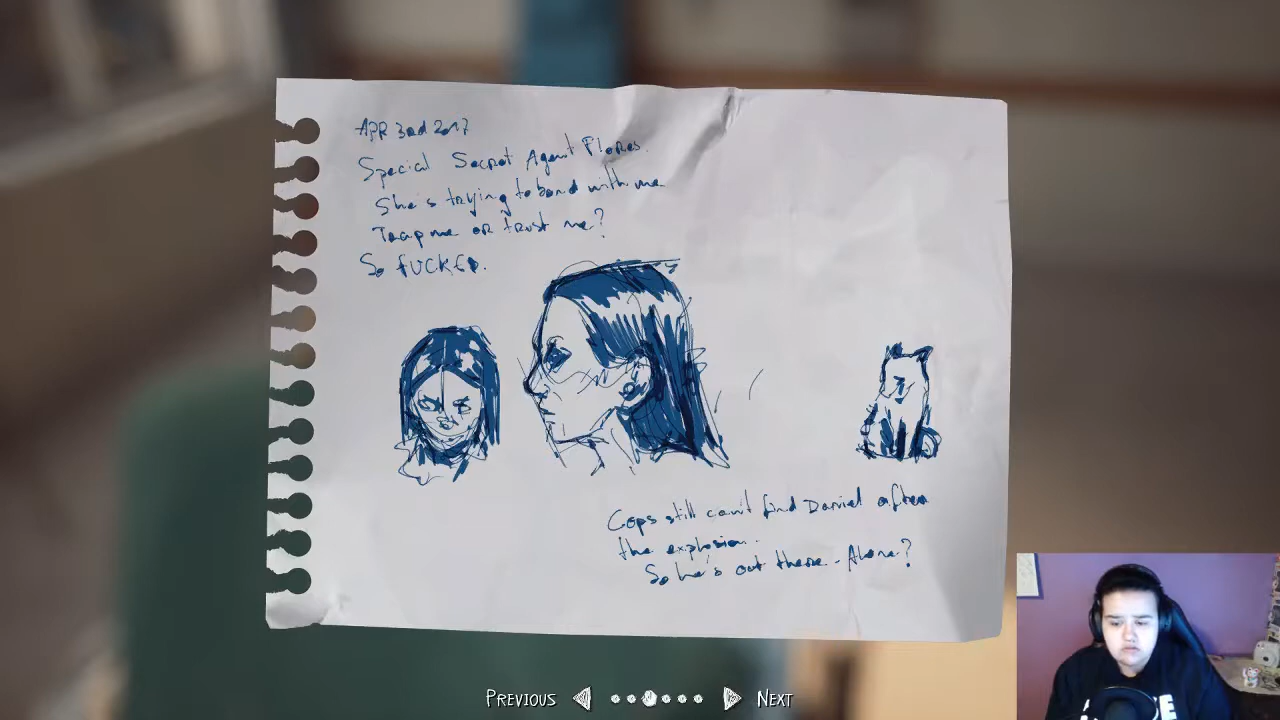 APR 3rd 2017
Special Secret Agent Flores.
She's trying to bond with me
Trap me or trust me?
So FUCKED.
Cops still can't find Daniel after
the explosion.
So he's out there. Alone?
Previous Next